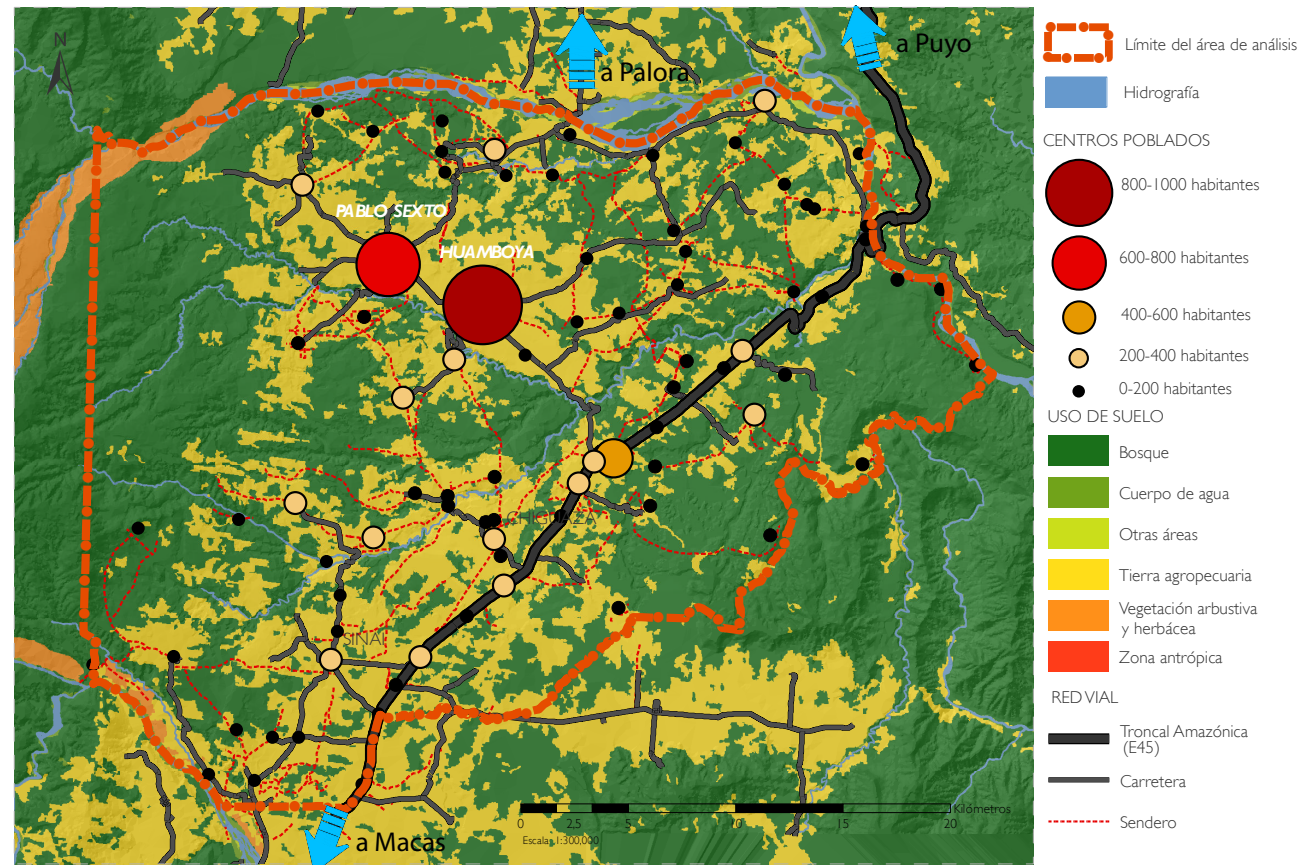 N
a Palora
a Puyo
PABLO SEXTO
HUAMBOYA
CHIGUAZA
SINAI
a Macas
Kilómetros
0 2,5 5 10 15 20
Escala: 1:300,000
Límite del área de análisis
Hidrografía
CENTROS POBLADOS
800-1000 habitantes
600-800 habitantes
400-600 habitantes
200-400 habitantes
0-200 habitantes
USO DE SUELO
Bosque
Cuerpo de agua
Otras áreas
Tierra agropecuaria
Vegetación arbustiva
y herbácea
Zona antrópica
RED VIAL
Troncal Amazónica
(E45)
Carretera
Sendero